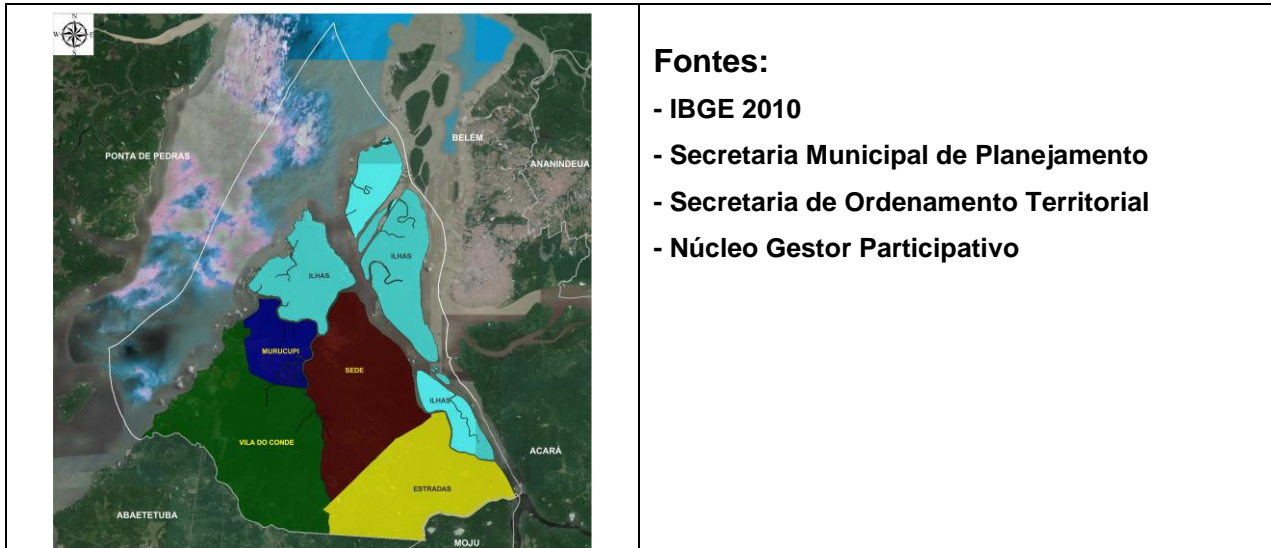 N
W
E
S
PONTA DE PEDRAS
BELÉM
ANANINDEUA
ILHAS
ILHAS
MURUCUPI
SEDE
ILHAS
VILA DO CONDE
ACARÁ
ESTRADAS
ABAETETUBA
MOJU
Fontes:
- IBGE 2010
- Secretaria Municipal de Planejamento
- Secretaria de Ordenamento Territorial
- Núcleo Gestor Participativo